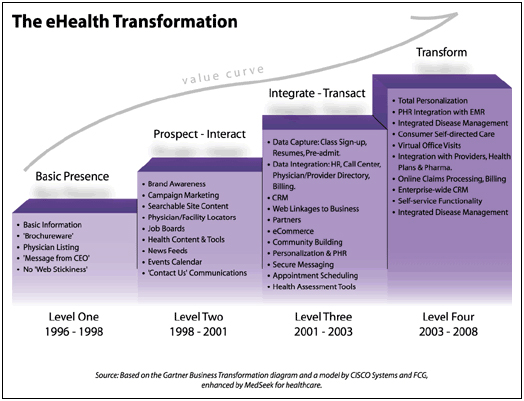 The eHealth Transformation
value curve
Transform
Integrate - Transact
Prospect - Interact
Basic Presence
• Basic Information
• 'Brochureware'
• Physician Listing
• 'Message from CEO'
• No 'Web Stickiness'
• Brand Awareness
• Campaign Marketing
• Searchable Site Content
• Physician/Facility Locators
• Job Boards
• Health Content & Tools
• News Feeds
• Events Calendar
• 'Contact Us' Communications
• Data Capture: Class Sign-up,
Resumes, Pre-admit.
• Data Integration: HR, Call Center,
Physician/Provider Directory,
Billing.
• CRM
• Web Linkages to Business
• Partners
• eCommerce
• Community Building
• Personalization & PHR
• Secure Messaging
• Appointment Scheduling
• Health Assessment Tools
• Total Personalization
• PHR Integration with EMR
• Integrated Disease Management
• Consumer Self-directed Care
• Virtual Office Visits
• Integration with Providers, Health
Plans & Pharma.
• Online Claims Processing, Billing
• Enterprise-wide CRM
• Self-service Functionality
• Integrated Disease Management
Level One
1996 - 1998
Level Two
1998 - 2001
Level Three
2001 - 2003
Level Four
2003 - 2008
Source: Based on the Gartner Business Transformation diagram and a model by CiSCO Systems and FCG,
enhanced by MedSeek for healthcare.